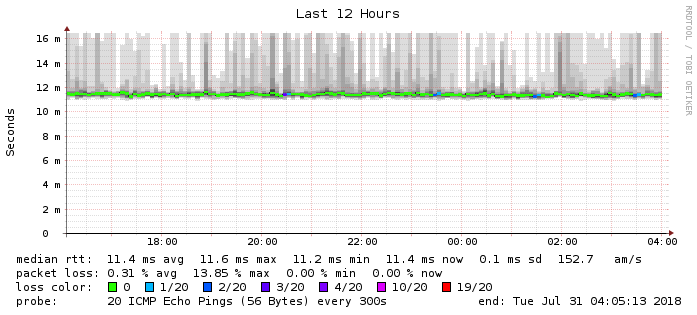 Last 12 Hours
RRDTOOL / TOBI OETIKER
Seconds
16 m
14 m
12 m
10 m
8 m
6 m
4 m
2 m
0
18:00 20:00 22:00 00:00 02:00 04:00
median rtt: 11.4 ms avg 11.6 ms max 11.2 ms min 11.4 ms now 0.1 ms sd 152.7 am/s
packet loss: 0.31 % avg 13.85 % max 0.00 % min 0.00 % now
loss color: 0 1/20 2/20 3/20 4/20 10/20 19/20
probe: 20 ICMP Echo Pings (56 Bytes) every 300s end: Tue Jul 31 04:05:13 2018